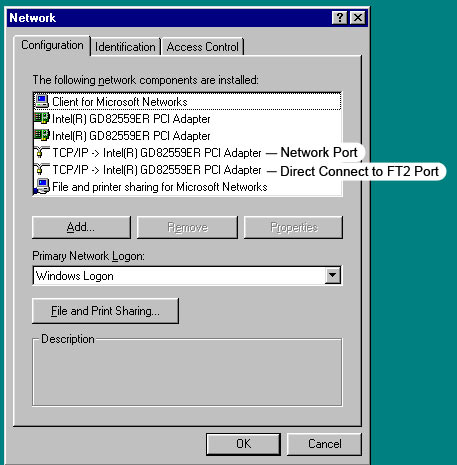 Network
Configuration Identification Access Control
The following network components are installed:
Client for Microsoft Networks
Intel(R) GD82559ER PCI Adapter
Intel(R) GD82559ER PCI Adapter
TCP/IP -> Intel(R) GD82559ER PCI Adapter — Network Port
TCP/IP -> Intel(R) GD82559ER PCI Adapter — Direct Connect to FT2 Port
File and printer sharing for Microsoft Networks
Add... Remove Properties
Primary Network Logon:
Windows Logon
File and Print Sharing...
Description
OK Cancel